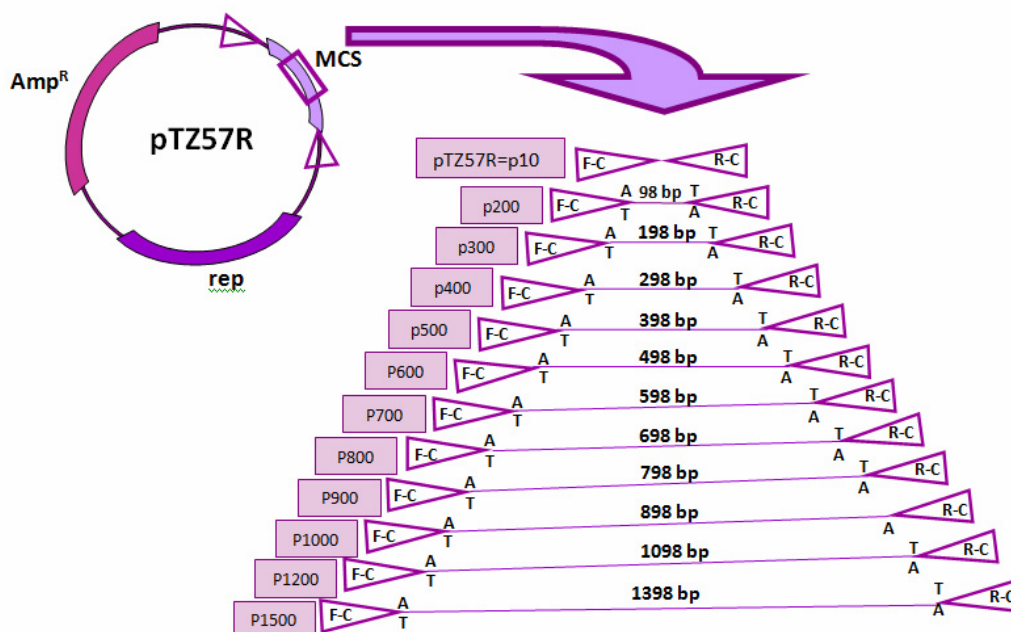 MCS
Amp^R
pTZ57R
rep
pTZ57R=p10 F-C R-C
A 98 bp T
p200 F-C T A R-C
A 198 bp T
p300 F-C T A R-C
A 298 bp T
p400 F-C T A R-C
A 398 bp T
p500 F-C T A R-C
A 498 bp T
P600 F-C T A R-C
A 598 bp T
P700 F-C T A R-C
A 698 bp T
P800 F-C T A R-C
A 798 bp T
P900 F-C T A R-C
A 898 bp
P1000 F-C T A R-C
A 1098 bp T
P1200 F-C T A R-C
A 1398 bp T
P1500 F-C T A R-C